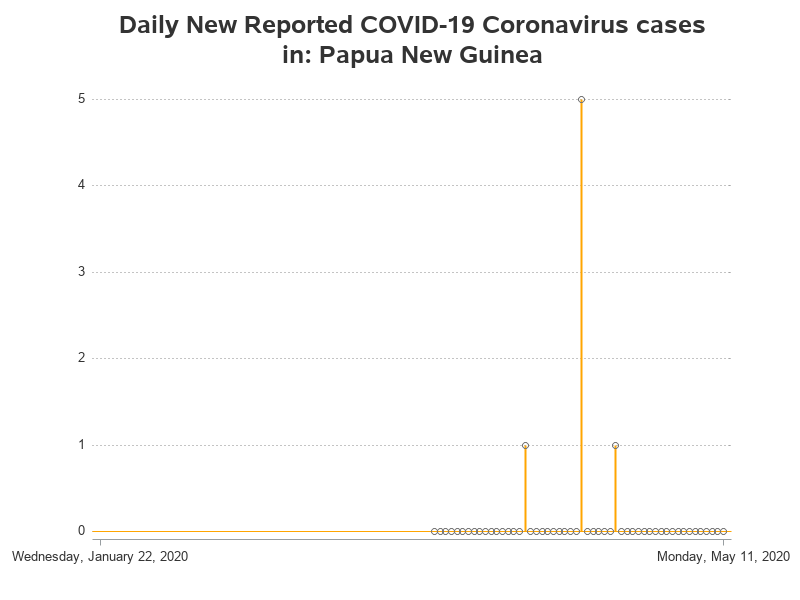 Daily New Reported COVID-19 Coronavirus cases
in: Papua New Guinea
5
4
3
2
1
0
Wednesday, January 22, 2020
Monday, May 11, 2020